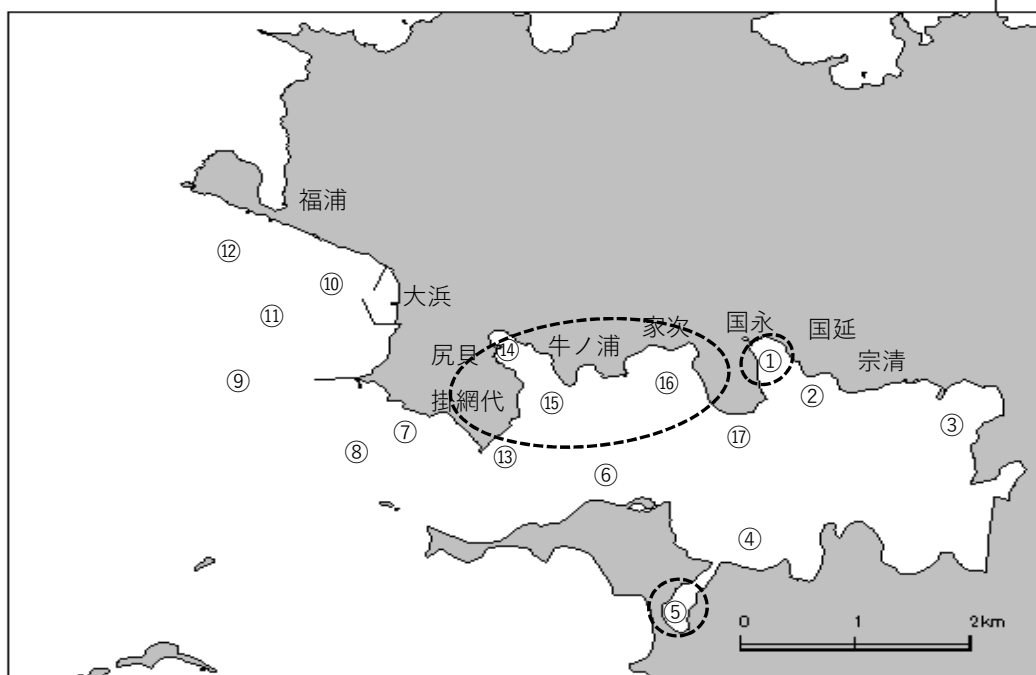 福浦
⑫
⑩
大浜
⑪
家次
国永
国延
尻貝
⑭
牛ノ浦
①
宗清
⑨
⑯
②
掛網代
⑮
③
⑦
⑰
⑧
⑬
⑥
④
⑤
0 1 2km